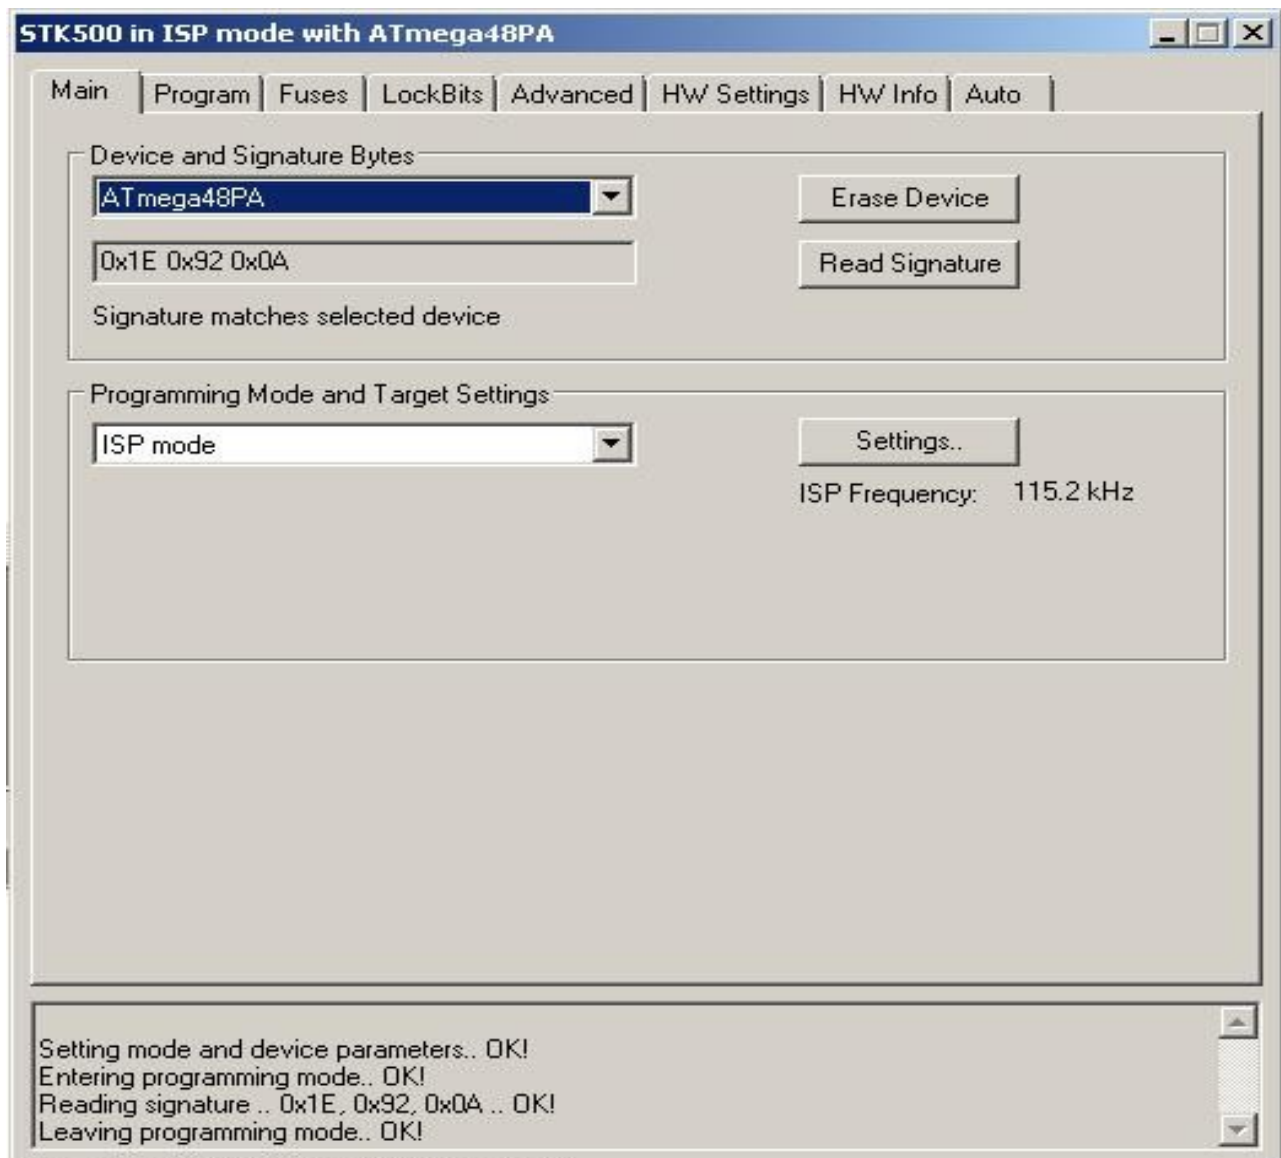 STK500 in ISP mode with ATmega48PA
Main Program Fuses LockBits Advanced HW Settings HW Info Auto
Device and Signature Bytes
ATmega48PA Erase Device
0x1E 0x92 0x0A Read Signature
Signature matches selected device
Programming Mode and Target Settings
ISP mode Settings..
ISP Frequency: 115.2 kHz
Setting mode and device parameters.. OK!
Entering programming mode.. OK!
Reading signature .. 0x1E, 0x92, 0x0A .. OK!
Leaving programming mode.. OK!